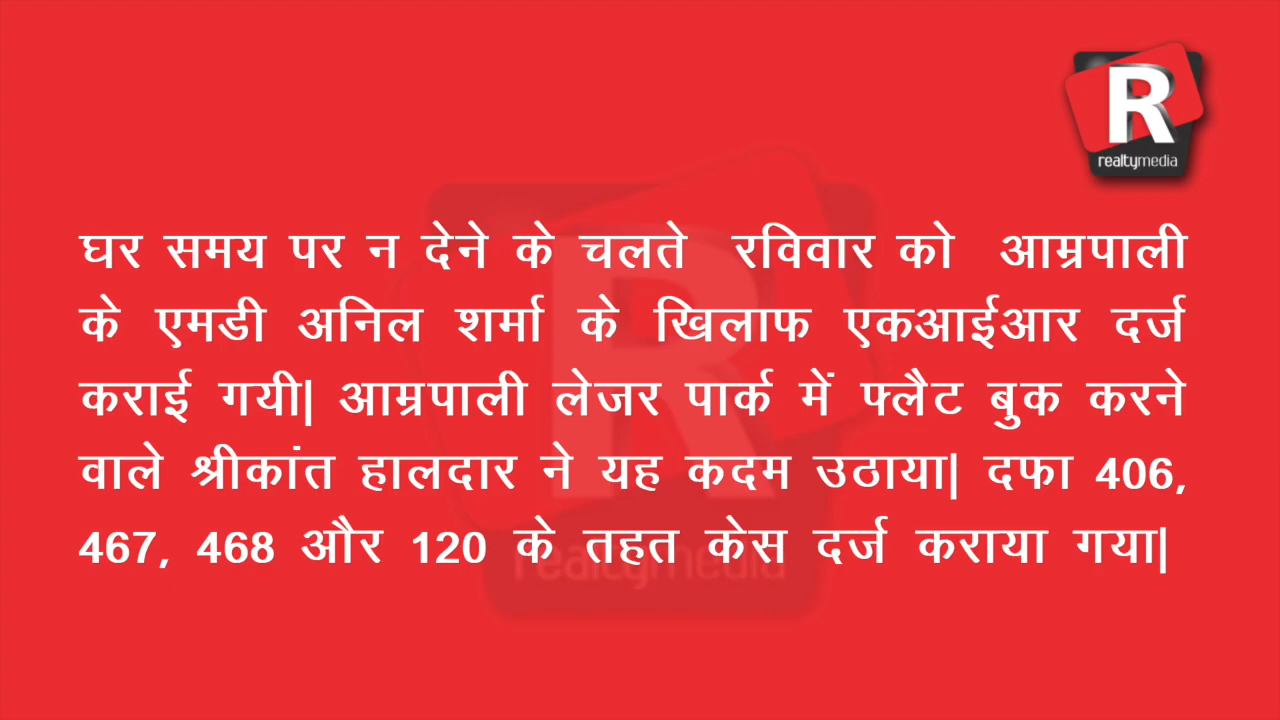 R
realtymedia
घर समय पर न देने के चलते रविवार को आम्रपाली
के एमडी अनिल शर्मा के खिलाफ एकआईआर दर्ज
कराई गयी| आम्रपाली लेजर पार्क में फ्लैट बुक करने
वाले श्रीकांत हालदार ने यह कदम उठाया| दफा 406,
467, 468 और 120 के तहत केस दर्ज कराया गया|
R
realtymedia